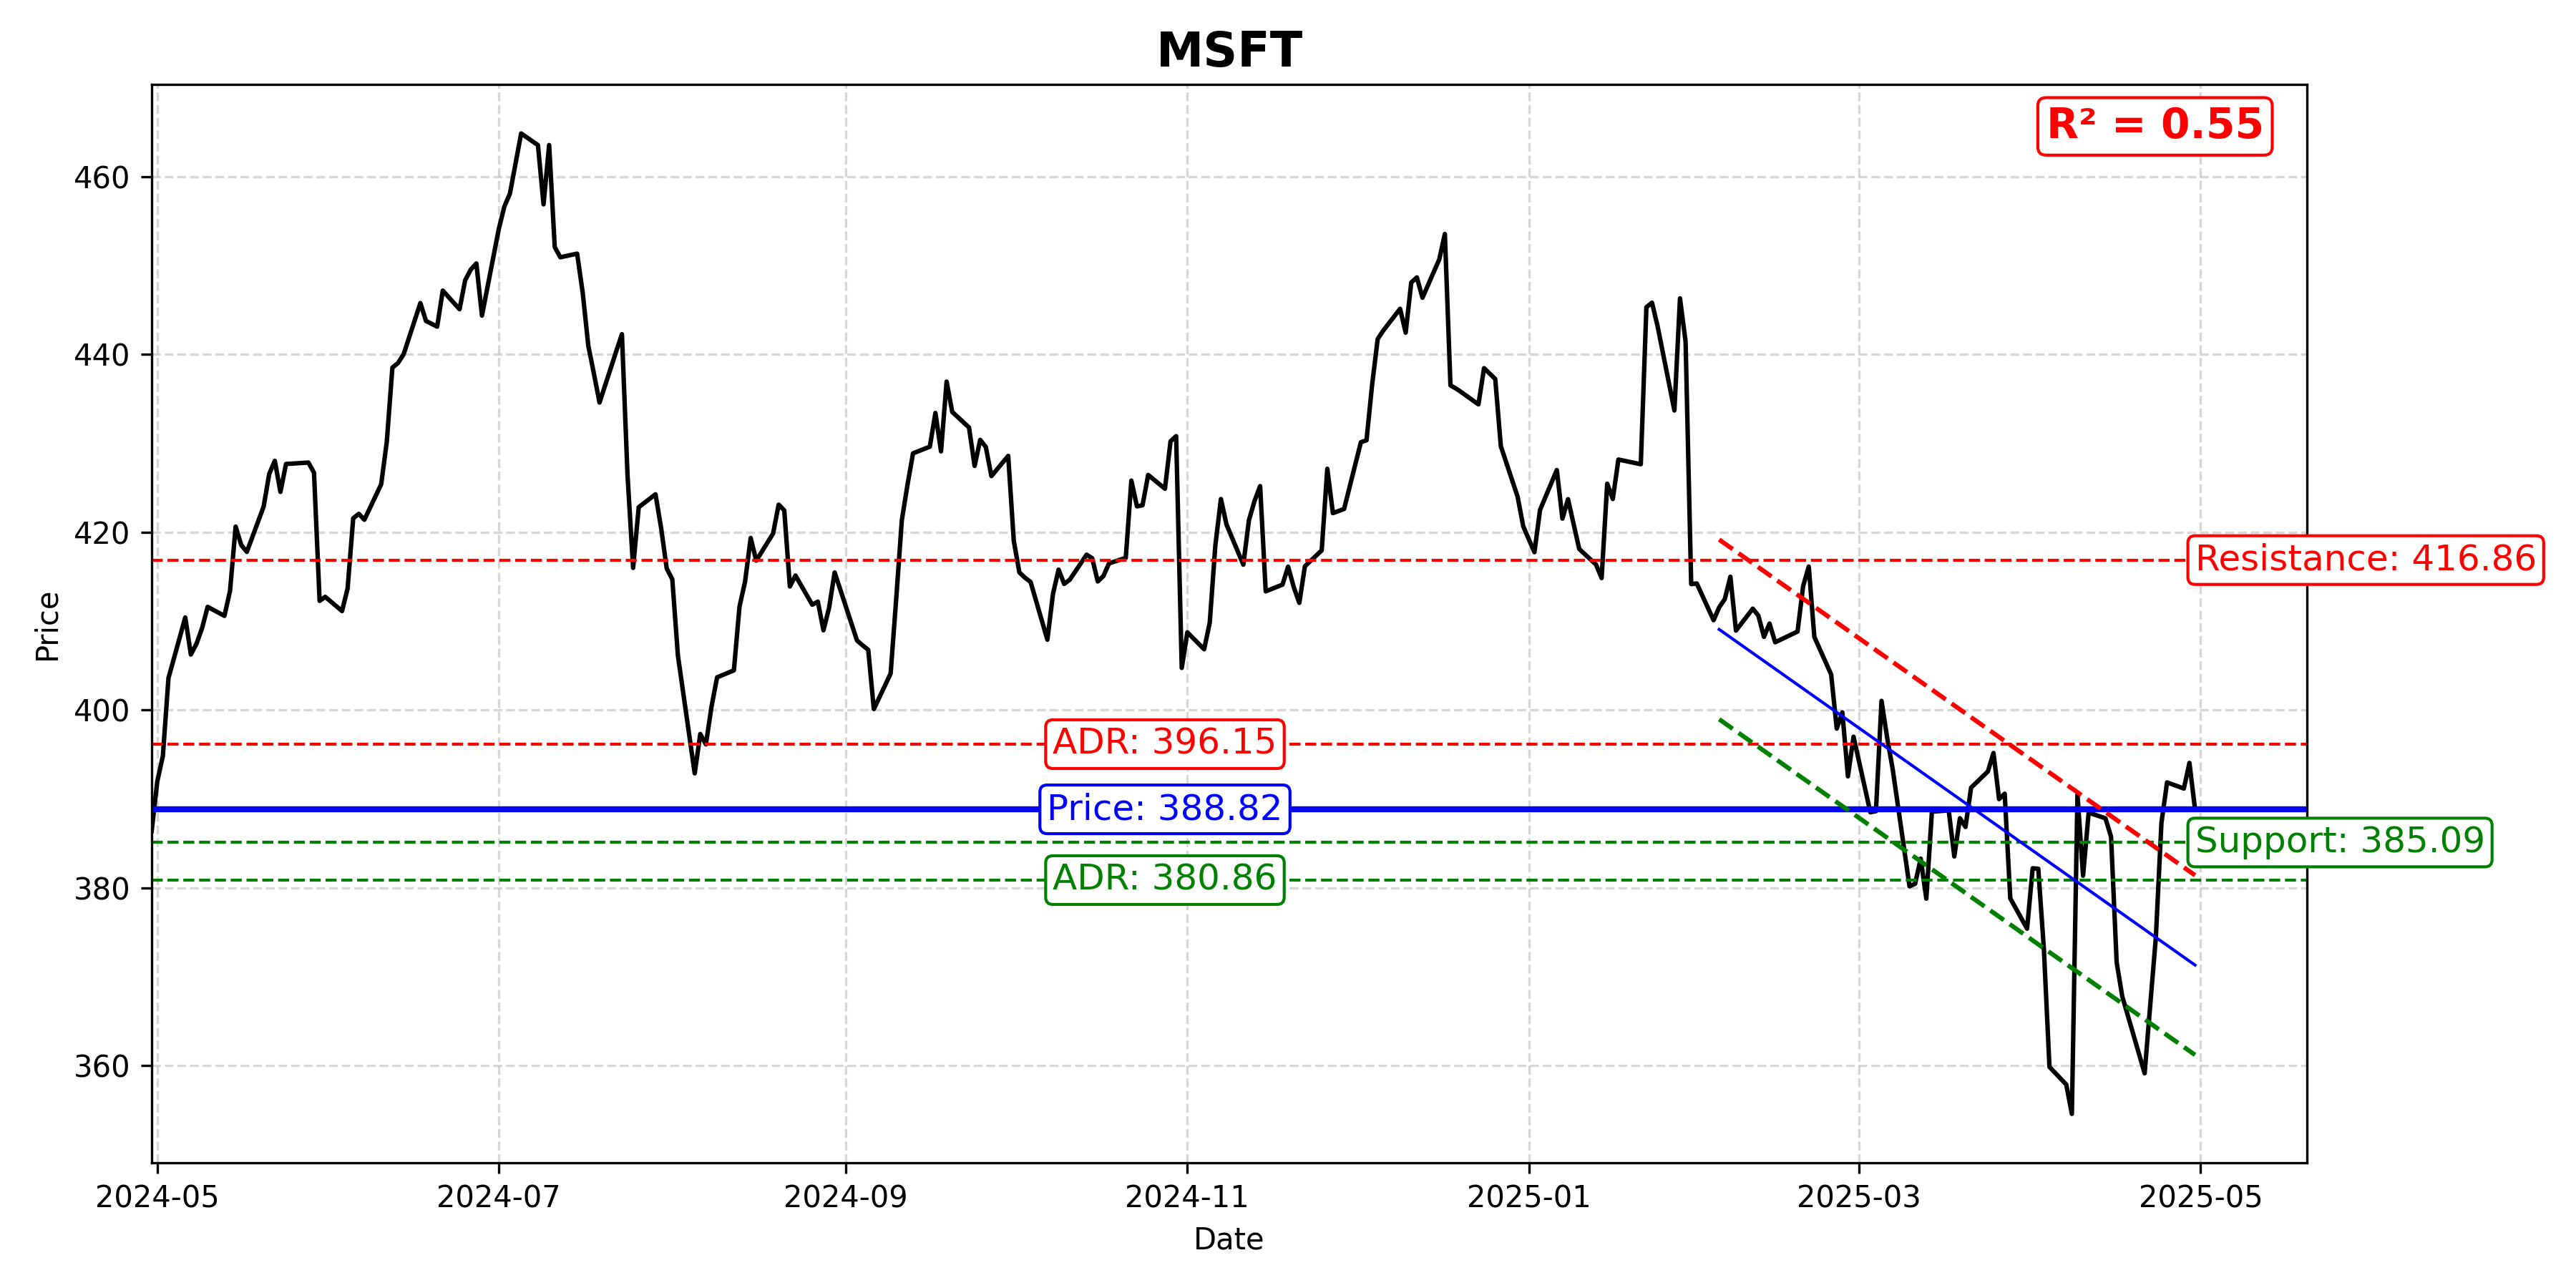 MSFT
R² = 0.55
460
440
420
400
380
360
Price
Resistance: 416.86
ADR: 396.15
Price: 388.82
Support: 385.09
ADR: 380.86
2024-05
2024-07
2024-09
2024-11
2025-01
2025-03
2025-05
Date